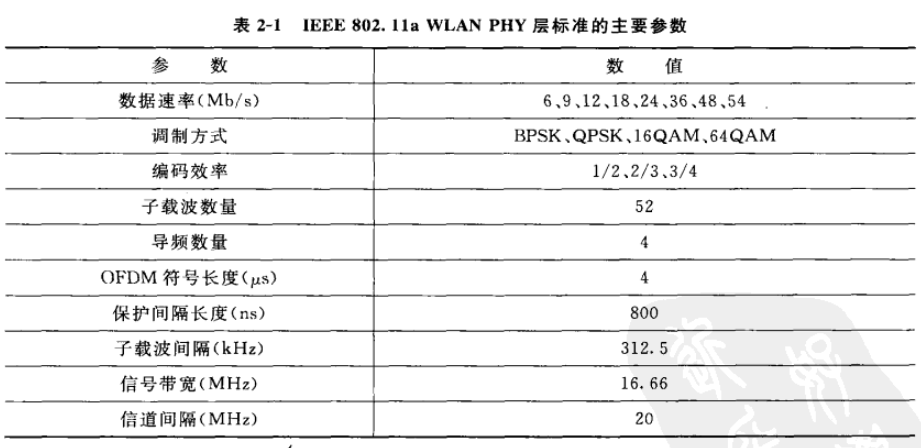 表 2-1 IEEE 802.11a WLAN PHY 层标准的主要参数
参 数 数 值
数据速率(Mb/s) 6、9、12、18、24、36、48、54
调制方式 BPSK、QPSK、16QAM、64QAM
编码效率 1/2、2/3、3/4
子载波数量 52
导频数量 4
OFDM 符号长度(μs) 4
保护间隔长度(ns) 800
子载波间隔(kHz) 312.5
信号带宽(MHz) 16.66
信道间隔(MHz) 20